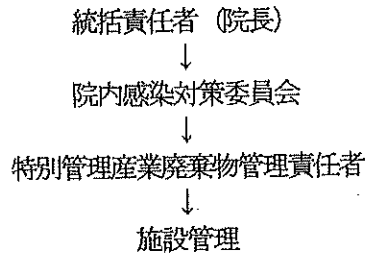 統括責任者（院長）
↓
院内感染対策委員会
↓
特別管理産業廃棄物管理責任者
↓
施設管理